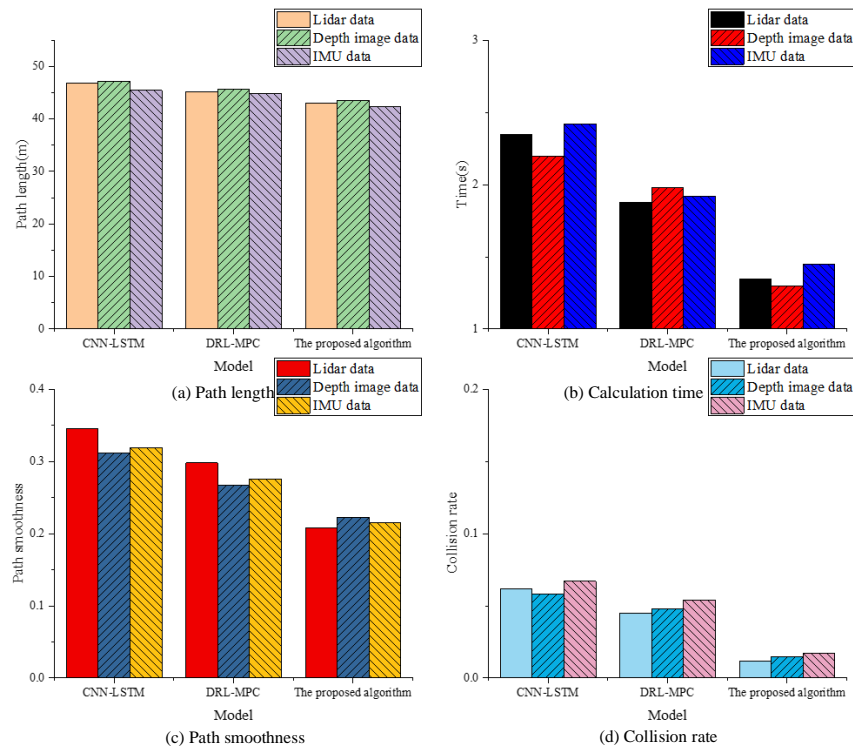 Lidar data
Depth image data
IMU data
50
40
30
20
10
0
Path length(m)
CNN-LSTM
DRL-MPC
The proposed algorithm
Model
(a) Path length
Lidar data
Depth image data
IMU data
3
2
1
Time(s)
CNN-LSTM
DRL-MPC
The proposed algorithm
Model
(b) Calculation time
Lidar data
Depth image data
IMU data
0.4
0.3
0.2
0.1
0.0
Path smoothness
CNN-LSTM
DRL-MPC
The proposed algorithm
Model
(c) Path smoothness
Lidar data
Depth image data
IMU data
0.2
0.1
0.0
Collision rate
CNN-LSTM
DRL-MPC
The proposed algorithm
Model
(d) Collision rate